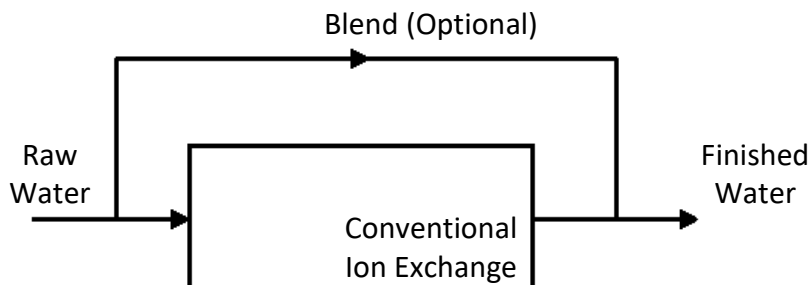 Blend (Optional)
Raw
Water
Finished
Water
Conventional
Ion Exchange